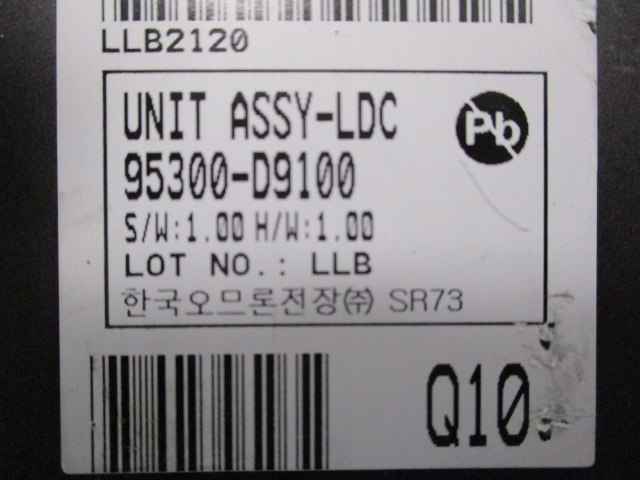 LLB2120
UNIT ASSY-LDC
Pb
95300-D9100
S/W:1.00 H/W:1.00
LOT NO.: LLB
한국오므론전장㈜ SR73
Q10.